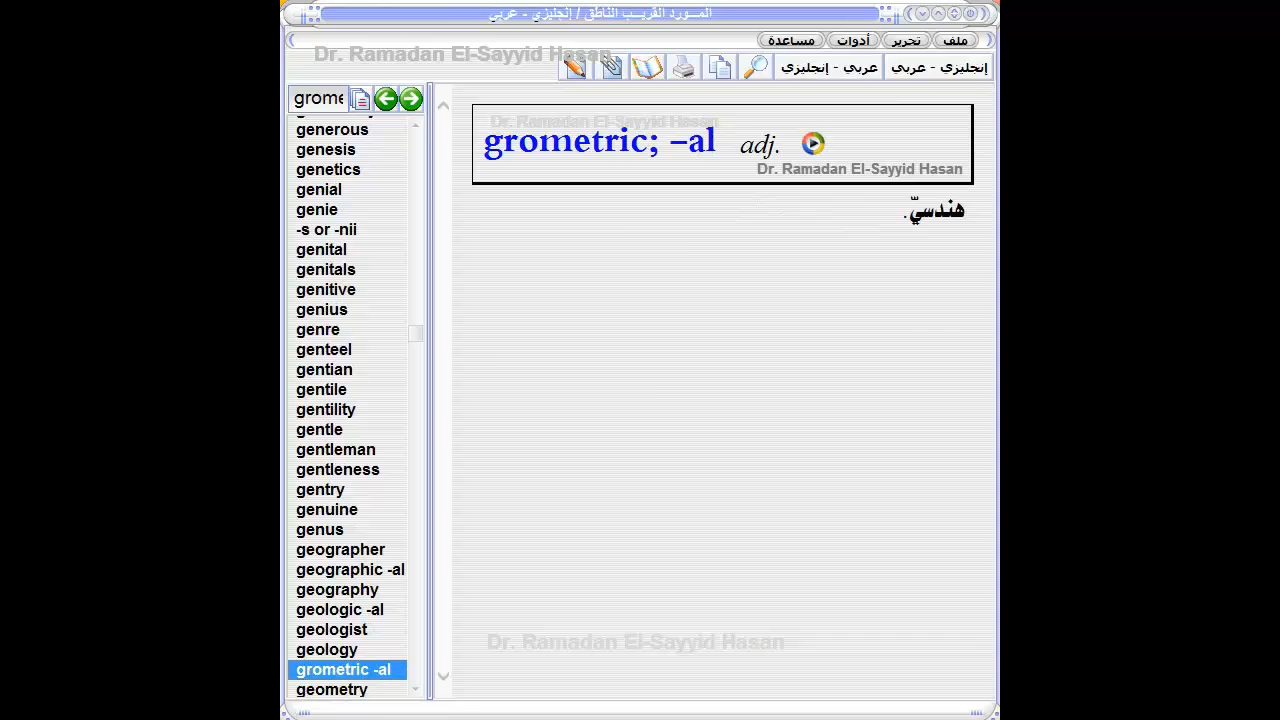 المـــورد القريـــب الناطق / إنجليزي - عربي
ملف تحرير أدوات مساعدة
Dr. Ramadan El-Sayyid Hasan
إنجليزي - عربي عربي - إنجليزي
grome
generous
genesis
genetics
genial
genie
-s or -nii
genital
genitals
genitive
genius
genre
genteel
gentian
gentile
gentility
gentle
gentleman
gentleness
gentry
genuine
genus
geographer
geographic -al
geography
geologic -al
geologist
geology
grometric -al
geometry
Dr. Ramadan El-Sayyid Hasan
grometric; –al adj.
Dr. Ramadan El-Sayyid Hasan
هندسيّ.
Dr. Ramadan El-Sayyid Hasan